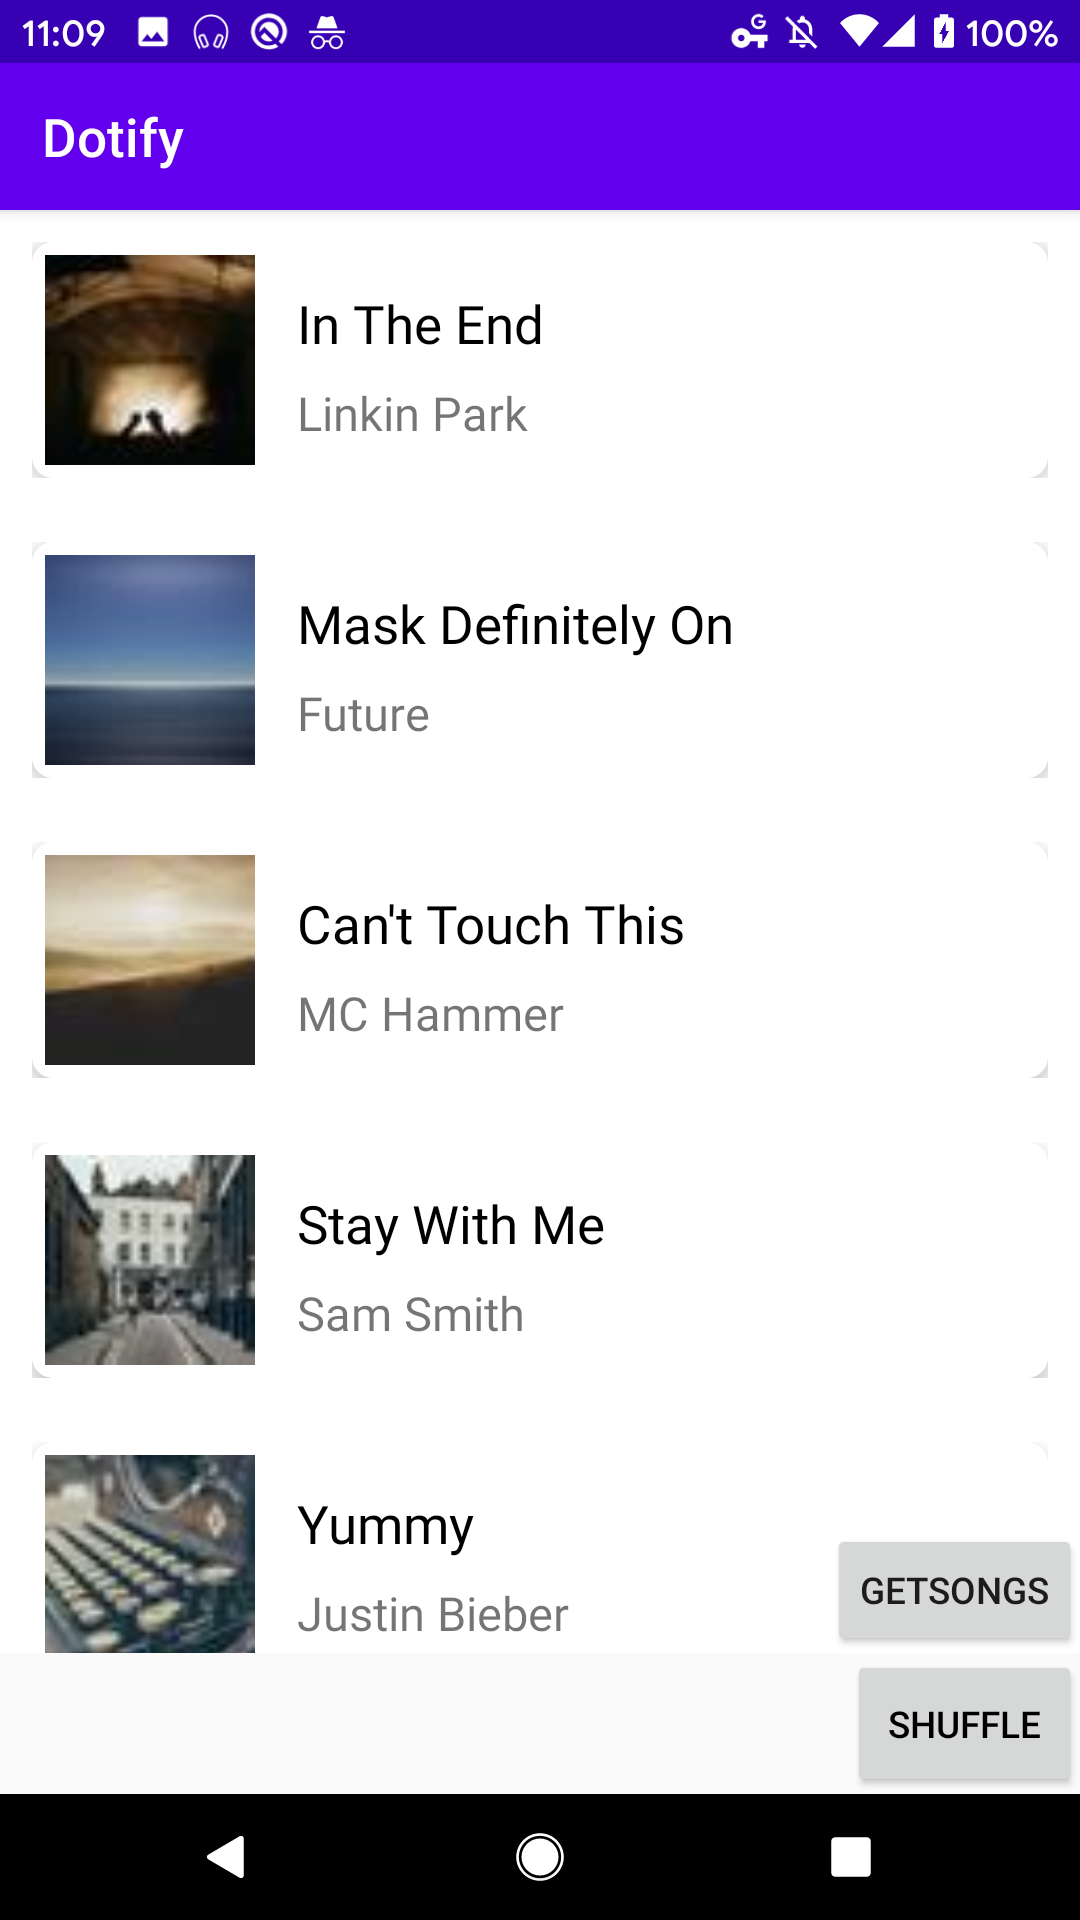 11:09
G
100%
Dotify
In The End
Linkin Park
Mask Definitely On
Future
Can't Touch This
MC Hammer
Stay With Me
Sam Smith
Yummy
Justin Bieber
GETSONGS
SHUFFLE